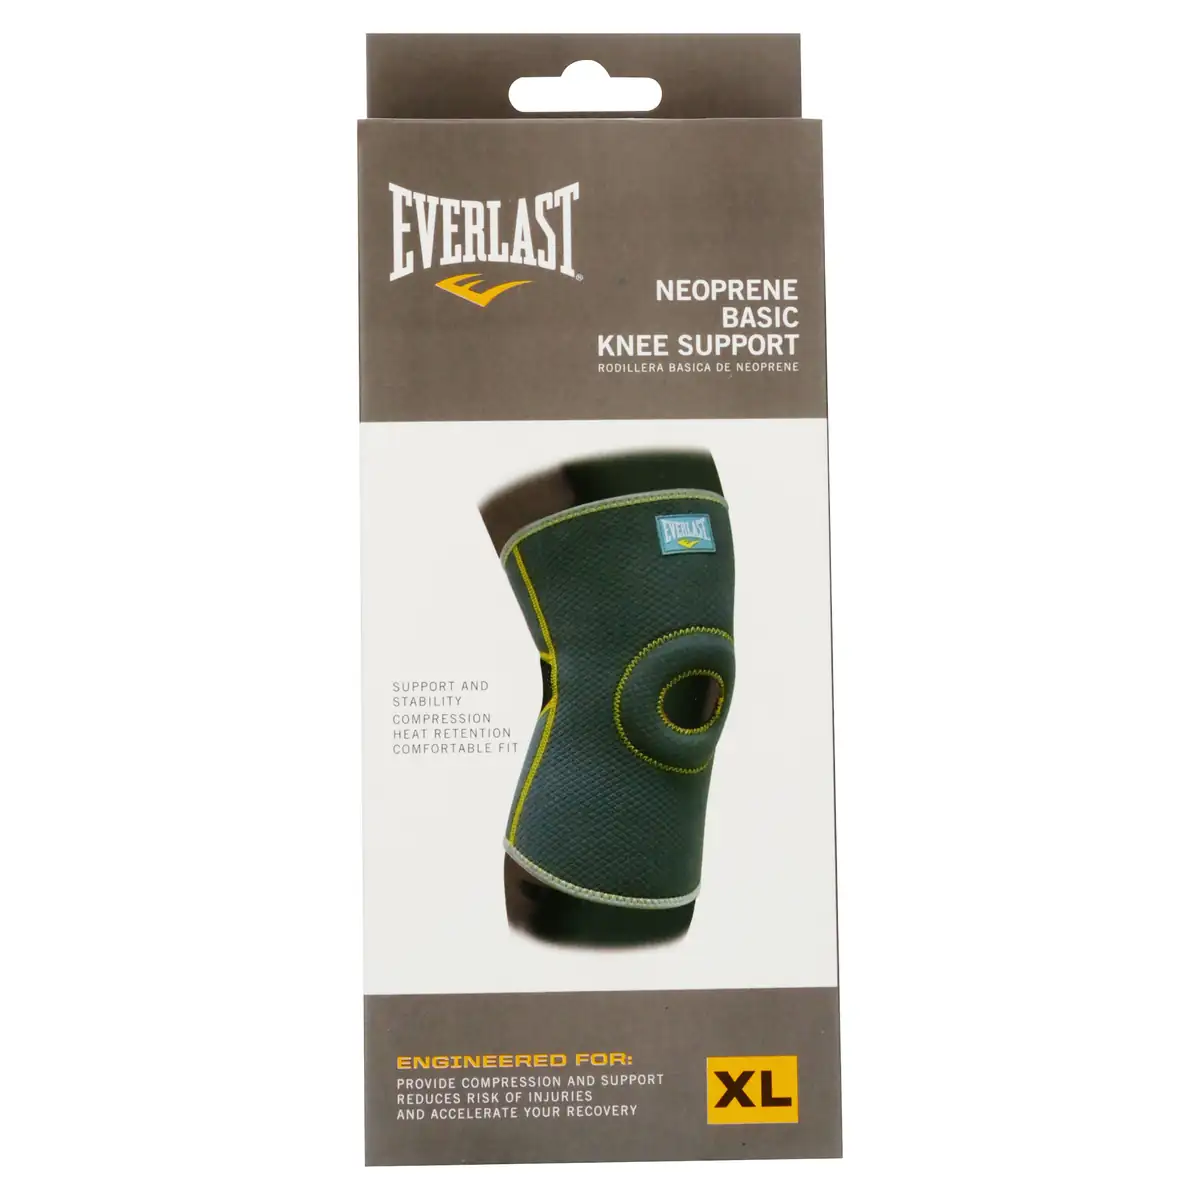 EVERLAST®
NEOPRENE
BASIC
KNEE SUPPORT
RODILLERA BASICA DE NEOPRENE
EVERLAST
SUPPORT AND
STABILITY
COMPRESSION
HEAT RETENTION
COMFORTABLE FIT
ENGINEERED FOR:
PROVIDE COMPRESSION AND SUPPORT
REDUCES RISK OF INJURIES
AND ACCELERATE YOUR RECOVERY
XL